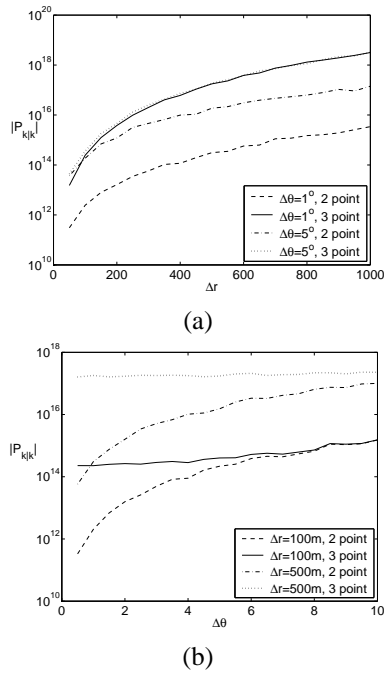 10^20
10^18
10^16
|P_{k|k}|
10^14
10^12
10^10
0 200 400 600 800 1000
Δr
Δθ=1°, 2 point
Δθ=1°, 3 point
Δθ=5°, 2 point
Δθ=5°, 3 point
(a)
10^18
10^16
|P_{k|k}|
10^14
10^12
10^10
0 2 4 6 8 10
Δθ
Δr=100m, 2 point
Δr=100m, 3 point
Δr=500m, 2 point
Δr=500m, 3 point
(b)